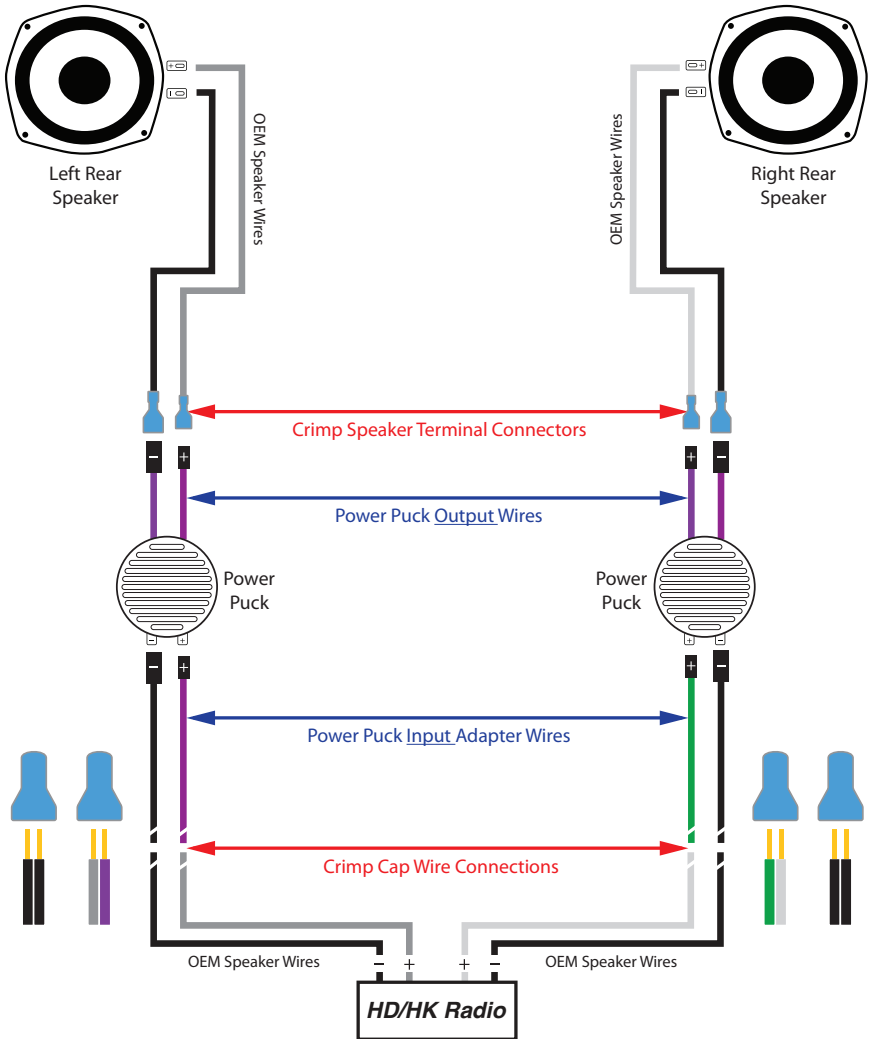 +
−
OEM Speaker Wires
Left Rear
Speaker
+
−
OEM Speaker Wires
Right Rear
Speaker
Crimp Speaker Terminal Connectors
− +
+ −
Power Puck Output Wires
Power
Puck
Power
Puck
− +
+ −
− +
+ −
Power Puck Input Adapter Wires
Crimp Cap Wire Connections
OEM Speaker Wires
− + + −
OEM Speaker Wires
HD/HK Radio